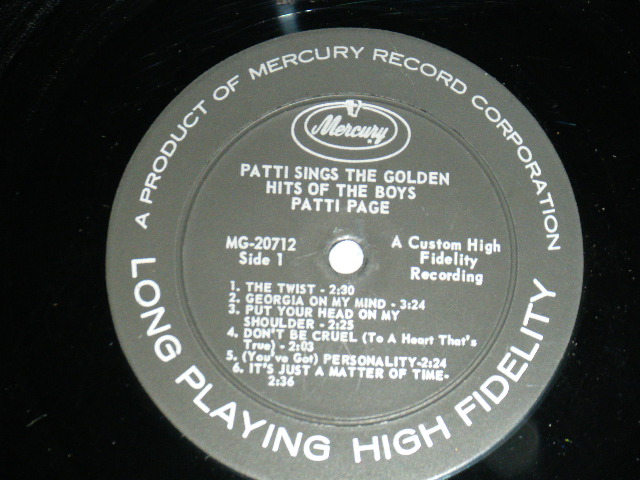 A PRODUCT OF MERCURY RECORD CORPORATION
Mercury
PATTI SINGS THE GOLDEN
HITS OF THE BOYS
PATTI PAGE
MG-20712
Side 1
A Custom High
Fidelity
Recording
1. THE TWIST - 2:30
2. GEORGIA ON MY MIND - 3:24
3. PUT YOUR HEAD ON MY
SHOULDER - 2:25
4. DON'T BE CRUEL (To A Heart That's
True) - 2:03
5. (You've Got) PERSONALITY-2:24
6. IT'S JUST A MATTER OF TIME-
2:36
LONG PLAYING HIGH FIDELITY